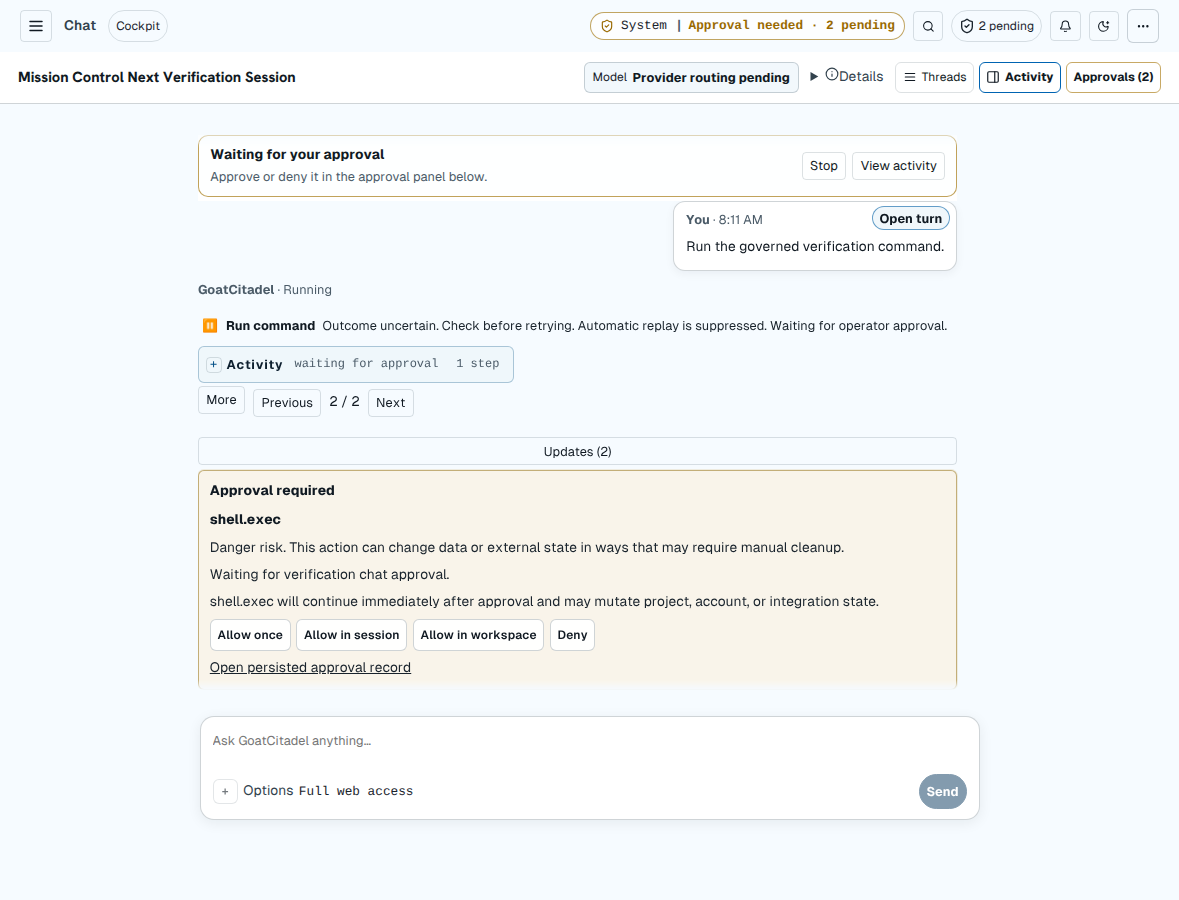 Chat Cockpit System | Approval needed · 2 pending 2 pending
Mission Control Next Verification Session Model Provider routing pending Details Threads Activity Approvals (2)
Waiting for your approval
Approve or deny it in the approval panel below.
Stop View activity
You · 8:11 AM Open turn
Run the governed verification command.
GoatCitadel · Running
Run command Outcome uncertain. Check before retrying. Automatic replay is suppressed. Waiting for operator approval.
+ Activity waiting for approval 1 step
More Previous 2 / 2 Next
Updates (2)
Approval required
shell.exec
Danger risk. This action can change data or external state in ways that may require manual cleanup.
Waiting for verification chat approval.
shell.exec will continue immediately after approval and may mutate project, account, or integration state.
Allow once Allow in session Allow in workspace Deny
Open persisted approval record
Ask GoatCitadel anything…
+ Options Full web access Send